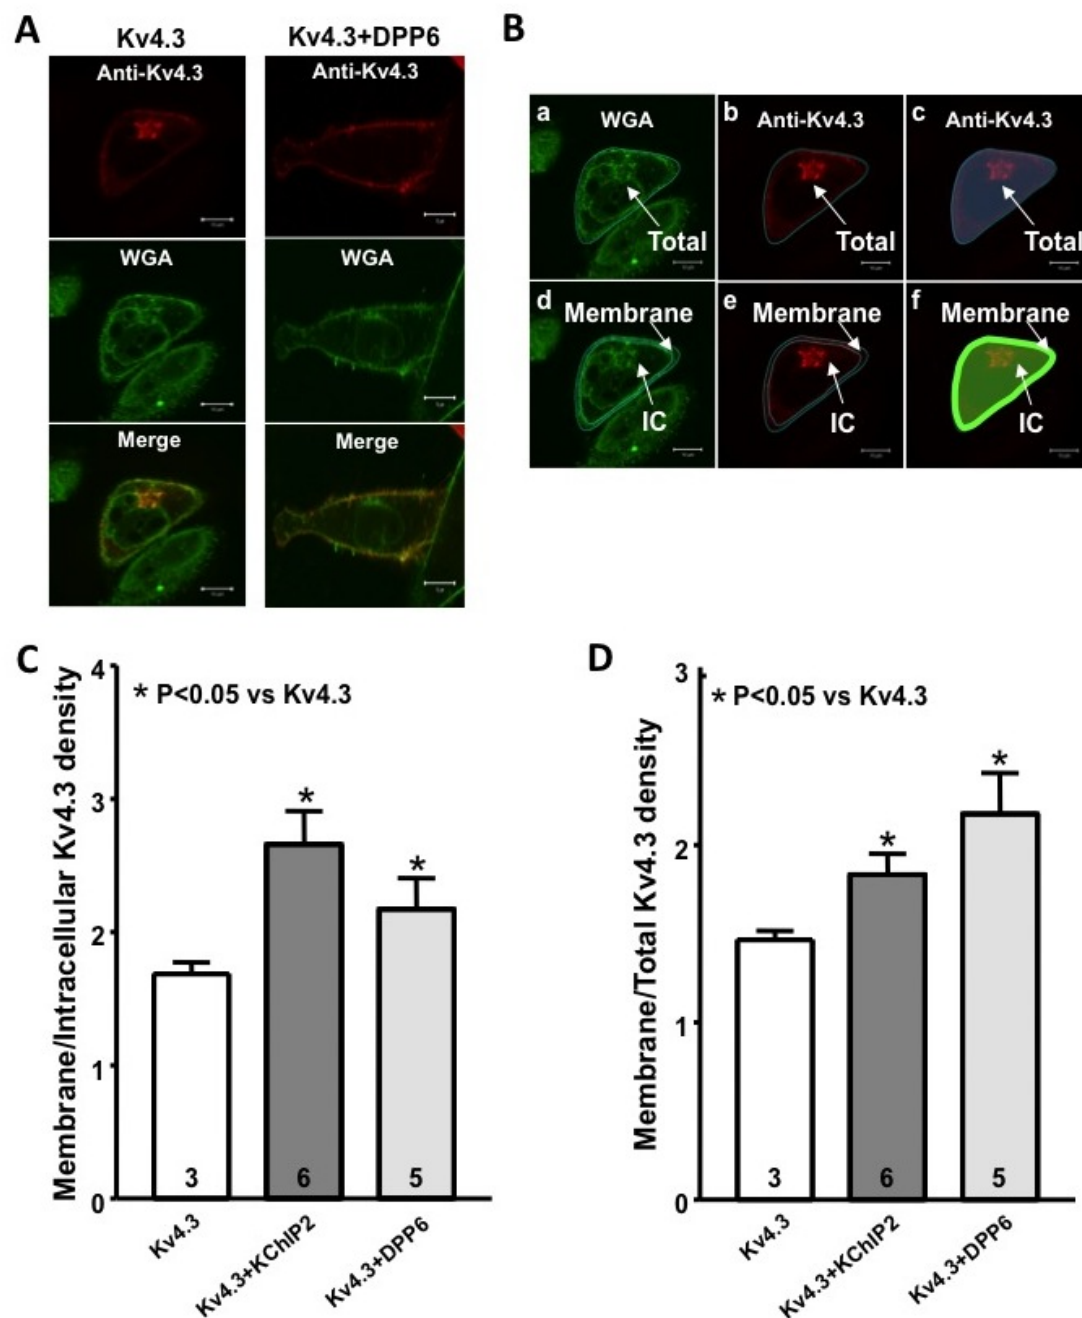 A
Kv4.3
Kv4.3+DPP6
Anti-Kv4.3
Anti-Kv4.3
WGA
WGA
Merge
Merge
B
a
WGA
Total
b
Anti-Kv4.3
Total
c
Anti-Kv4.3
Total
d
Membrane
IC
e
Membrane
IC
f
Membrane
IC
C
Membrane/Intracellular Kv4.3 density
4
3
2
1
0
* P<0.05 vs Kv4.3
*
*
3
6
5
Kv4.3
Kv4.3+KChIP2
Kv4.3+DPP6
D
Membrane/Total Kv4.3 density
3
2
1
0
* P<0.05 vs Kv4.3
*
*
3
6
5
Kv4.3
Kv4.3+KChIP2
Kv4.3+DPP6